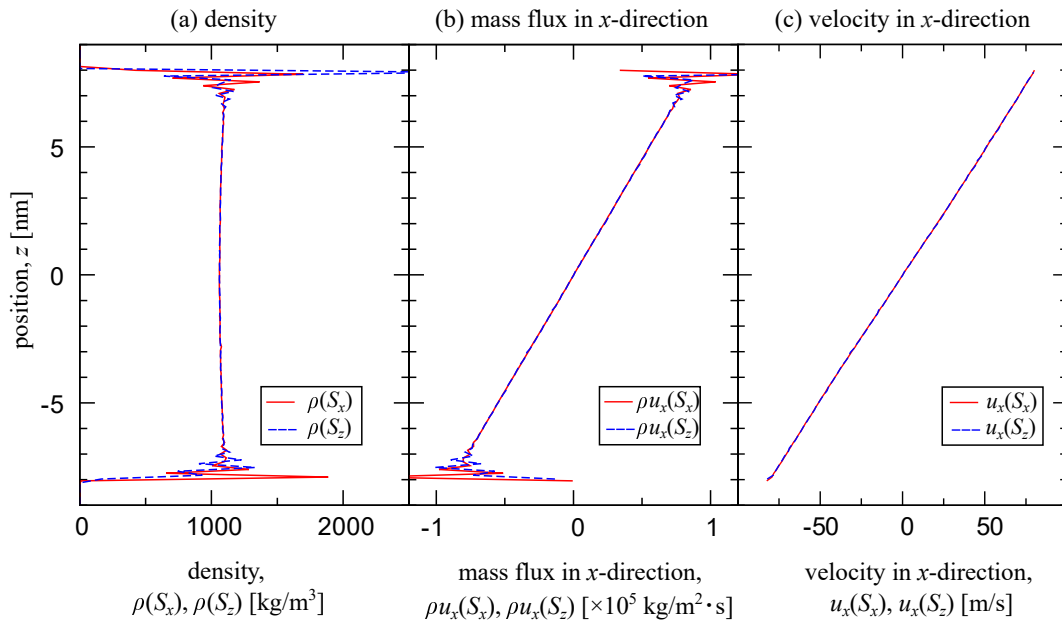 (a) density
(b) mass flux in x-direction
(c) velocity in x-direction
position, z [nm]
5
0
-5
ρ(Sx)
ρ(Sz)
ρux(Sx)
ρux(Sz)
ux(Sx)
ux(Sz)
0 1000 2000
-1 0 1
-50 0 50
density,
ρ(Sx), ρ(Sz) [kg/m³]
mass flux in x-direction,
ρux(Sx), ρux(Sz) [×10⁵ kg/m²·s]
velocity in x-direction,
ux(Sx), ux(Sz) [m/s]